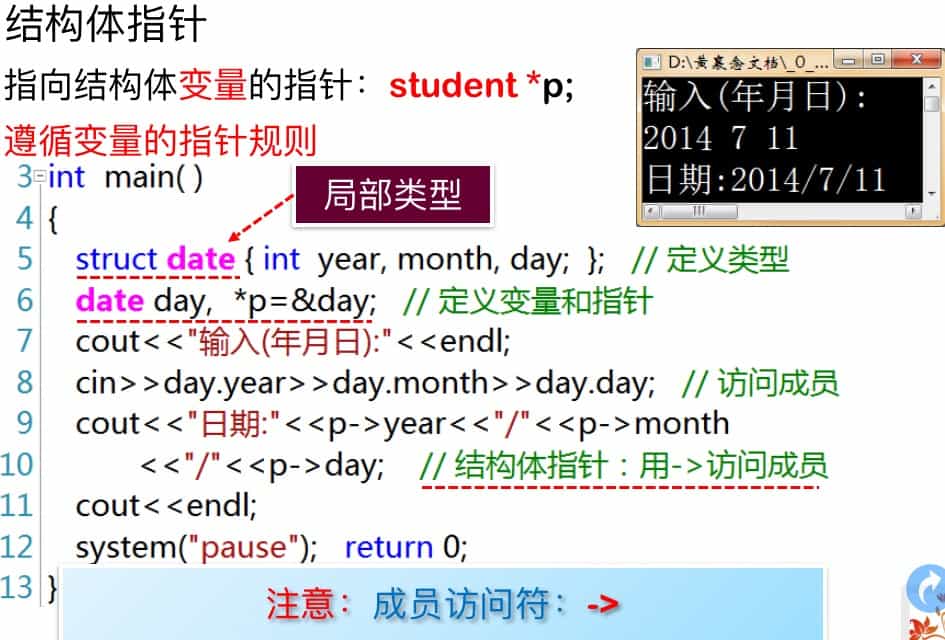 结构体指针
指向结构体变量的指针：student *p;
遵循变量的指针规则
D:\黄寨念文档\_0_...
输入(年月日):
2014 7 11
日期:2014/7/11
局部类型
3 int main( )
4 {
5 struct date { int year, month, day; }; // 定义类型
6 date day, *p=&day; // 定义变量和指针
7 cout<<"输入(年月日):"<<endl;
8 cin>>day.year>>day.month>>day.day; // 访问成员
9 cout<<"日期:"<<p->year<<"/"<<p->month
10 <<"/"<<p->day; // 结构体指针：用->访问成员
11 cout<<endl;
12 system("pause"); return 0;
13 }
注意：成员访问符：->